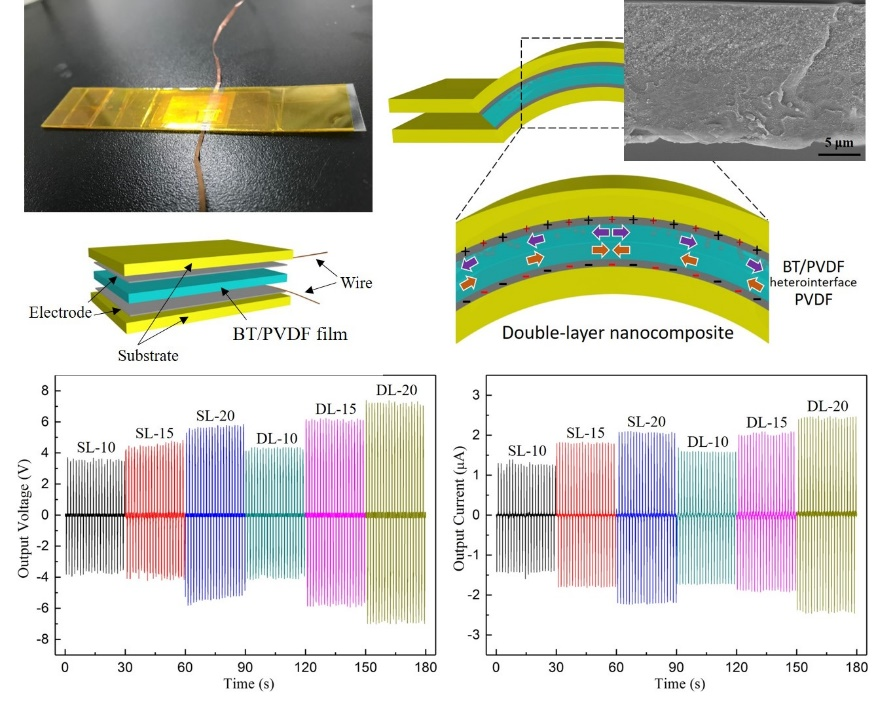 5 μm
Wire
Electrode
BT/PVDF film
Substrate
BT/PVDF
heterointerface
PVDF
Double-layer nanocomposite
Output Voltage (V)
8
6
4
2
0
-2
-4
-6
-8
SL-10
SL-15
SL-20
DL-10
DL-15
DL-20
0 30 60 90 120 150 180
Time (s)
Output Current (μA)
3
2
1
0
-1
-2
-3
SL-10
SL-15
SL-20
DL-10
DL-15
DL-20
0 30 60 90 120 150 180
Time (s)